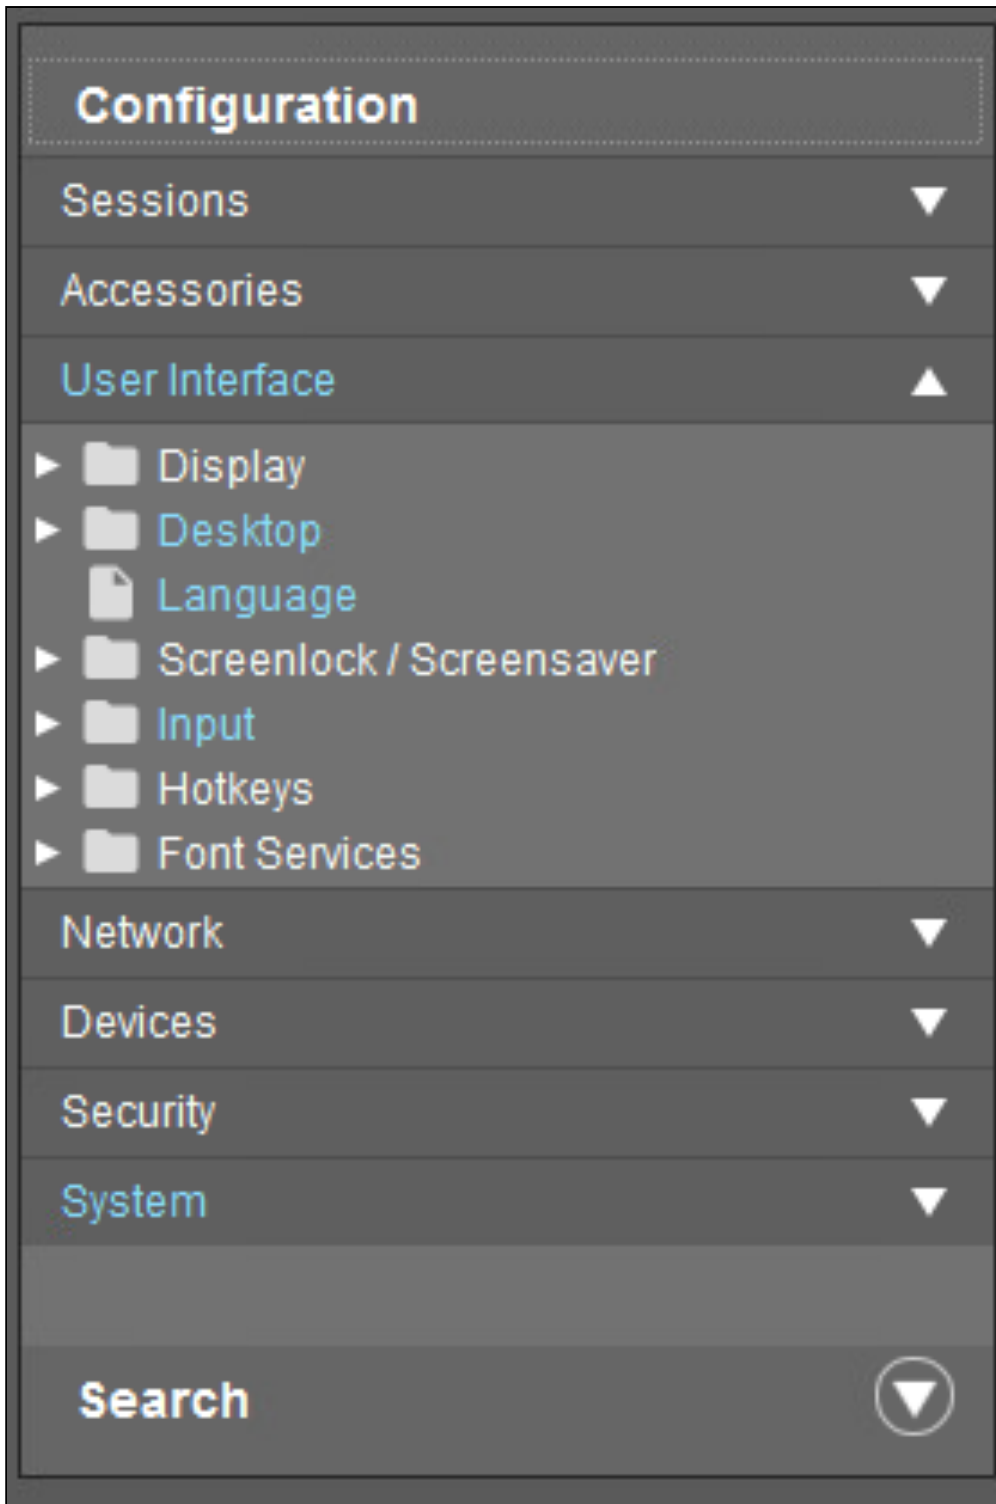 Configuration
Sessions
Accessories
User Interface
Display
Desktop
Language
Screenlock / Screensaver
Input
Hotkeys
Font Services
Network
Devices
Security
System
Search